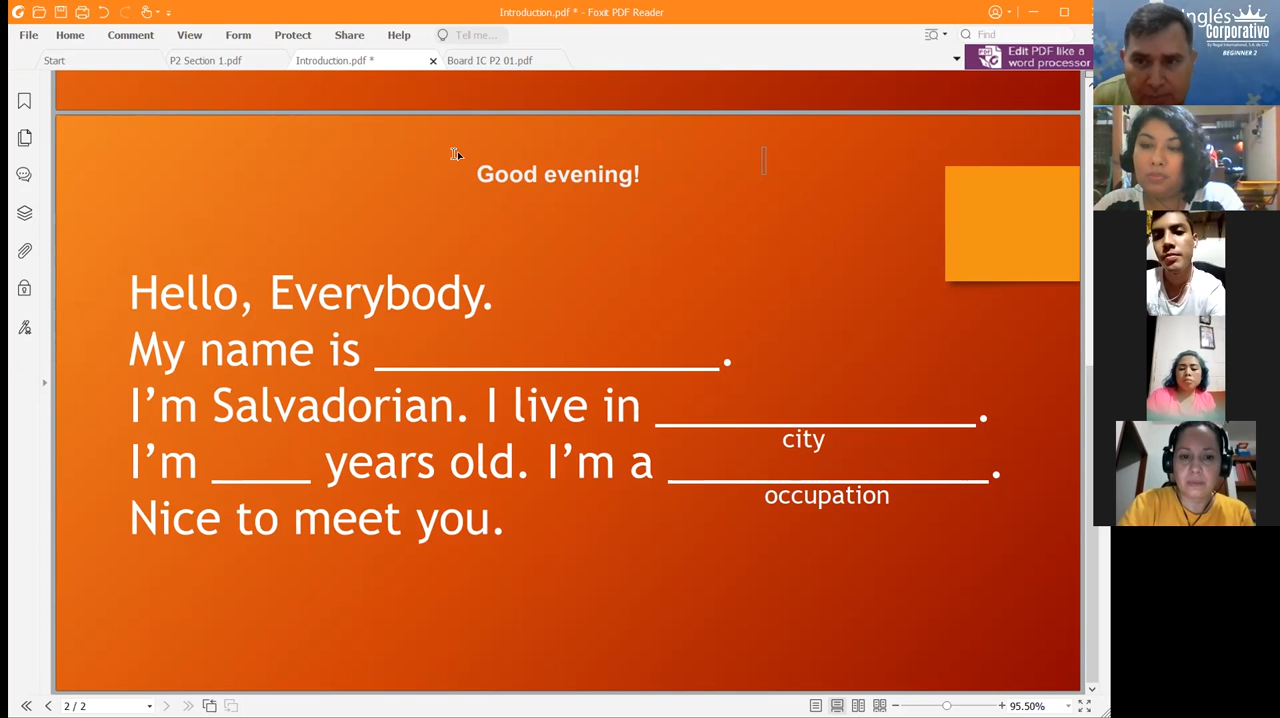 Introduction.pdf * - Foxit PDF Reader
File Home Comment View Form Protect Share Help Tell me... Find
Start P2 Section 1.pdf Introduction.pdf * Board IC P2 01.pdf
Edit PDF like a
word processor
inglés
Corporativo
BEGINNER 2
Good evening!
Hello, Everybody.
My name is ________________.
I’m Salvadorian. I live in _______________.
city
I’m ____ years old. I’m a _______________.
occupation
Nice to meet you.
2 / 2
95.50%